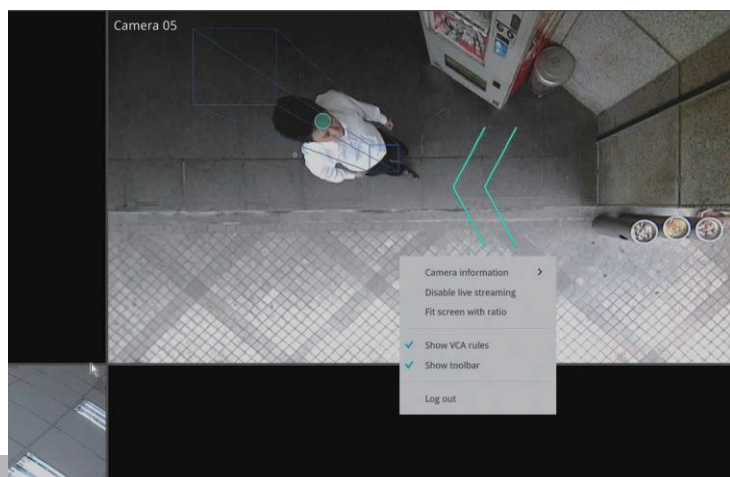 Camera 05
Camera information
Disable live streaming
Fit screen with ratio
Show VCA rules
Show toolbar
Log out